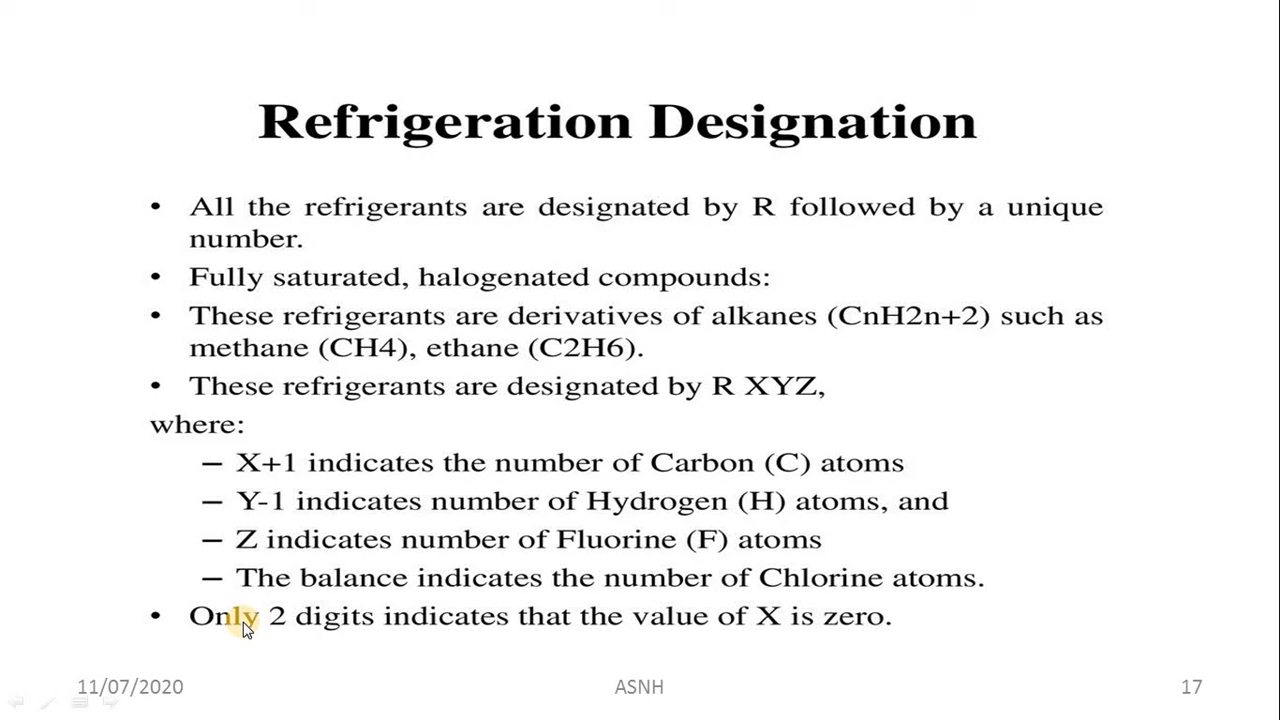 Refrigeration Designation
• All the refrigerants are designated by R followed by a unique
number.
• Fully saturated, halogenated compounds:
• These refrigerants are derivatives of alkanes (CnH2n+2) such as
methane (CH4), ethane (C2H6).
• These refrigerants are designated by R XYZ,
where:
– X+1 indicates the number of Carbon (C) atoms
– Y-1 indicates number of Hydrogen (H) atoms, and
– Z indicates number of Fluorine (F) atoms
– The balance indicates the number of Chlorine atoms.
• Only 2 digits indicates that the value of X is zero.
11/07/2020 ASNH 17